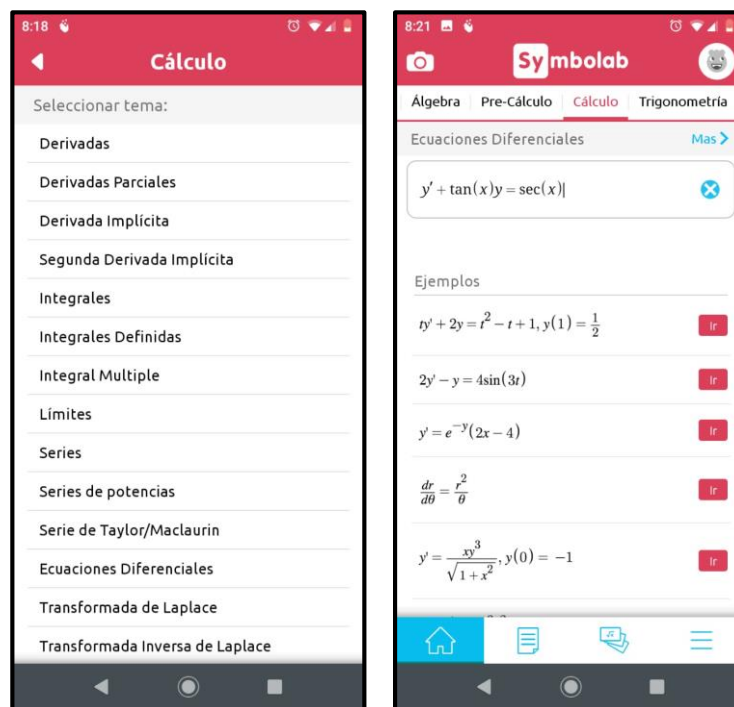 8:18
Cálculo
Seleccionar tema:
Derivadas
Derivadas Parciales
Derivada Implícita
Segunda Derivada Implícita
Integrales
Integrales Definidas
Integral Multiple
Límites
Series
Series de potencias
Serie de Taylor/Maclaurin
Ecuaciones Diferenciales
Transformada de Laplace
Transformada Inversa de Laplace
8:21
Symbolab
Álgebra Pre-Cálculo Cálculo Trigonometría
Ecuaciones Diferenciales Mas
y′ + tan(x)y = sec(x)
Ejemplos
ty' + 2y = t² − t + 1, y(1) = 1/2 Ir
2y' − y = 4sin(3t) Ir
y' = e^{−y}(2x − 4) Ir
dr/dθ = r²/θ Ir
y' = xy³/√(1 + x²), y(0) = −1 Ir